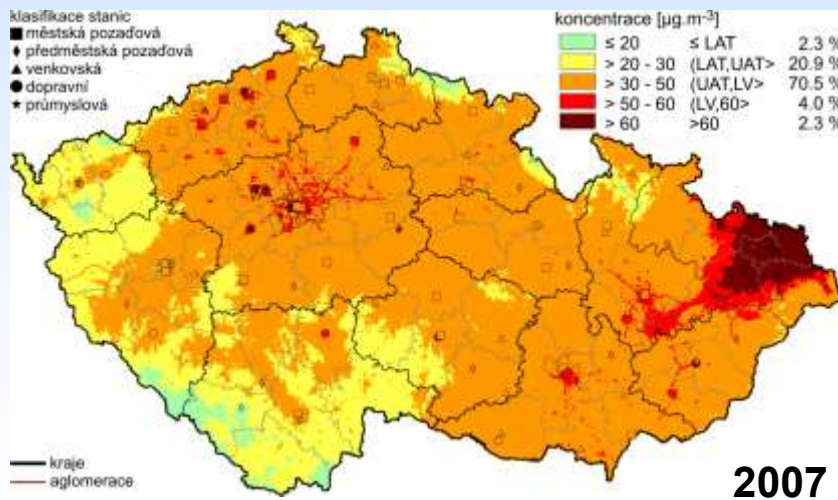 klasifikace stanic
městská pozaďová
předměstská pozaďová
venkovská
dopravní
průmyslová
koncentrace [µg.m-³]
≤ 20 ≤ LAT 2.3 %
> 20 - 30 (LAT,UAT> 20.9 %
> 30 - 50 (UAT,LV> 70.5 %
> 50 - 60 (LV,60> 4.0 %
> 60 >60 2.3 %
kraje
aglomerace
2007